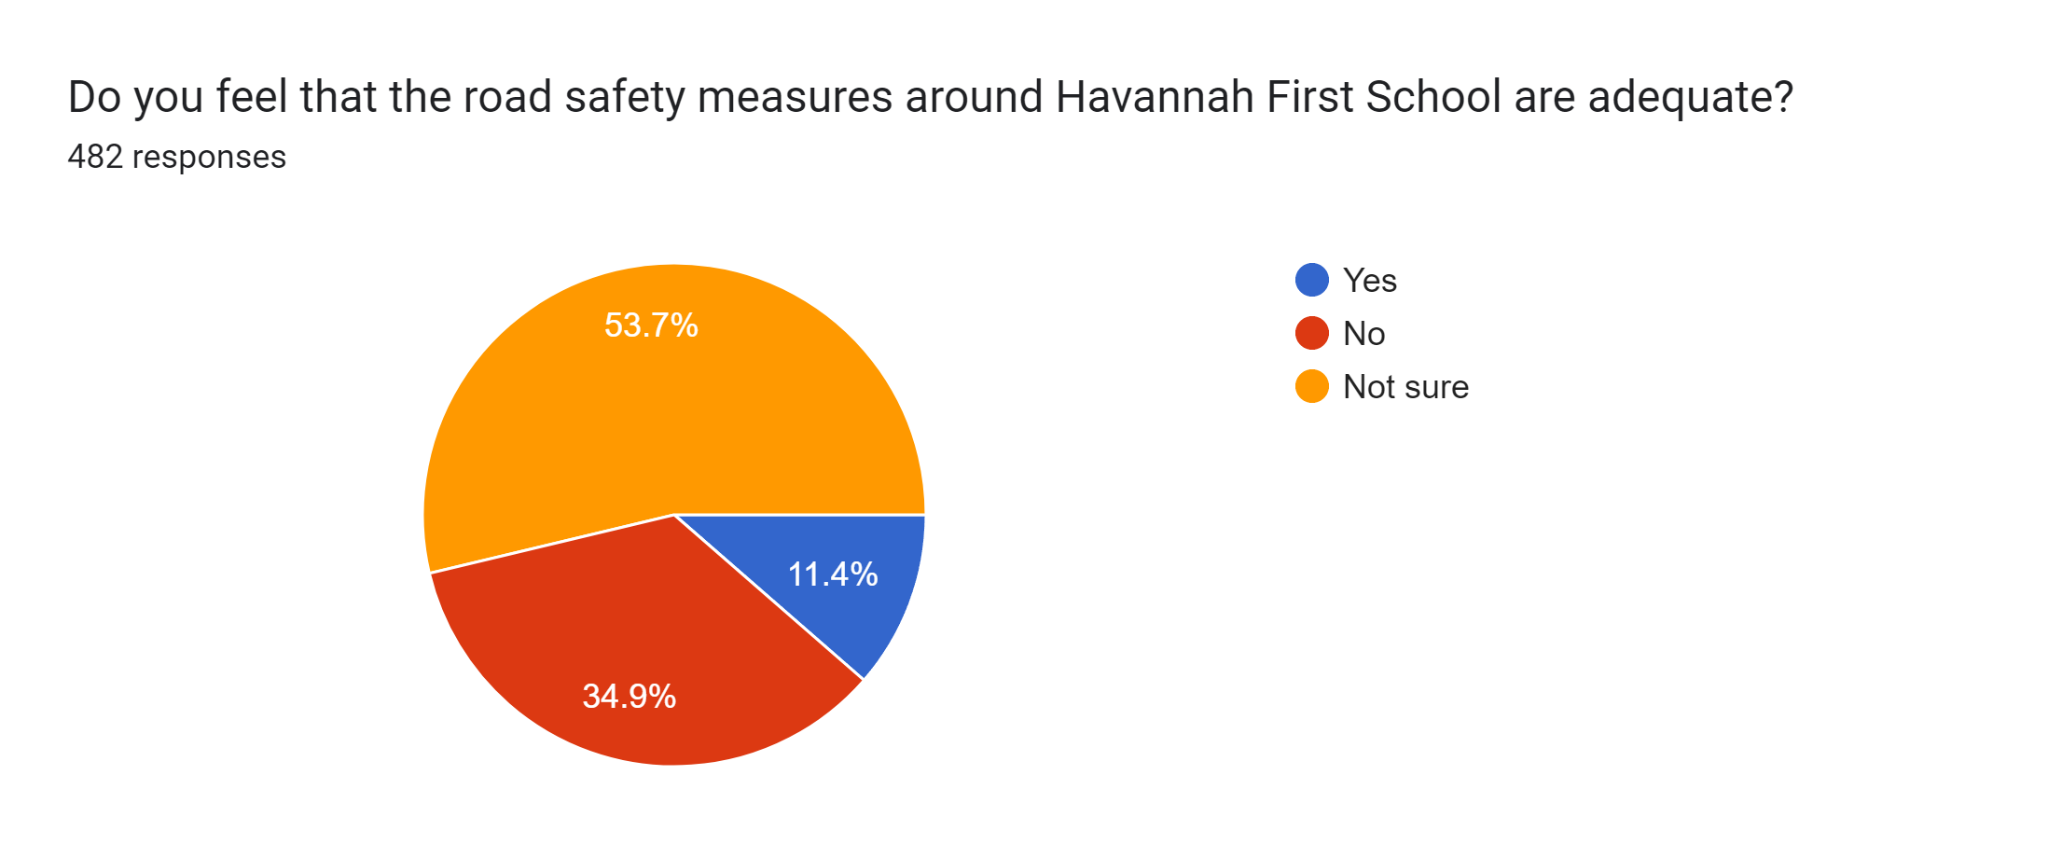 Do you feel that the road safety measures around Havannah First School are adequate?
482 responses
53.7%
11.4%
34.9%
Yes
No
Not sure